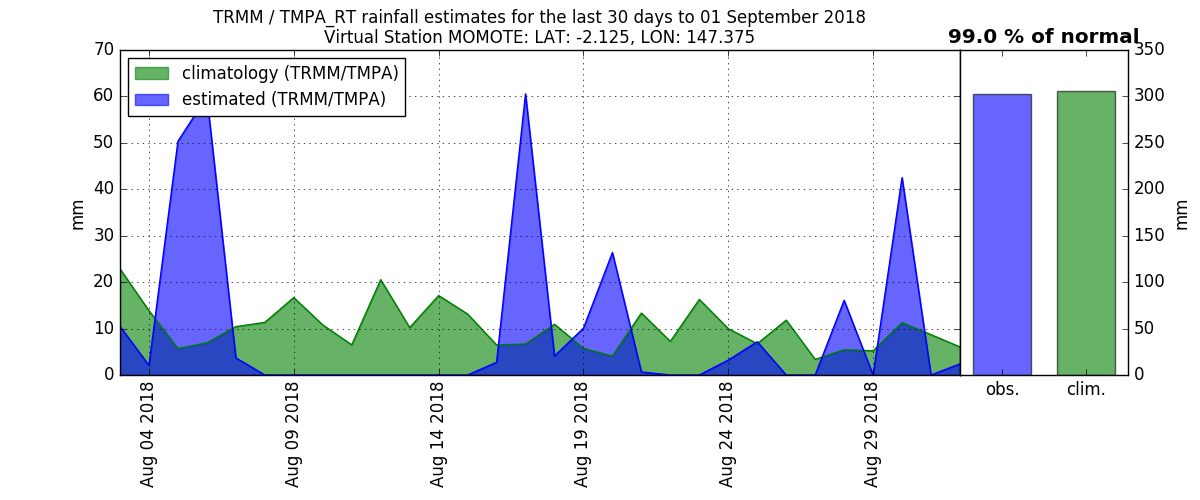 TRMM / TMPA_RT rainfall estimates for the last 30 days to 01 September 2018
Virtual Station MOMOTE: LAT: -2.125, LON: 147.375
99.0 % of normal
climatology (TRMM/TMPA)
estimated (TRMM/TMPA)
70
60
50
40
30
20
10
0
mm
350
300
250
200
150
100
50
0
mm
Aug 04 2018
Aug 09 2018
Aug 14 2018
Aug 19 2018
Aug 24 2018
Aug 29 2018
obs.
clim.